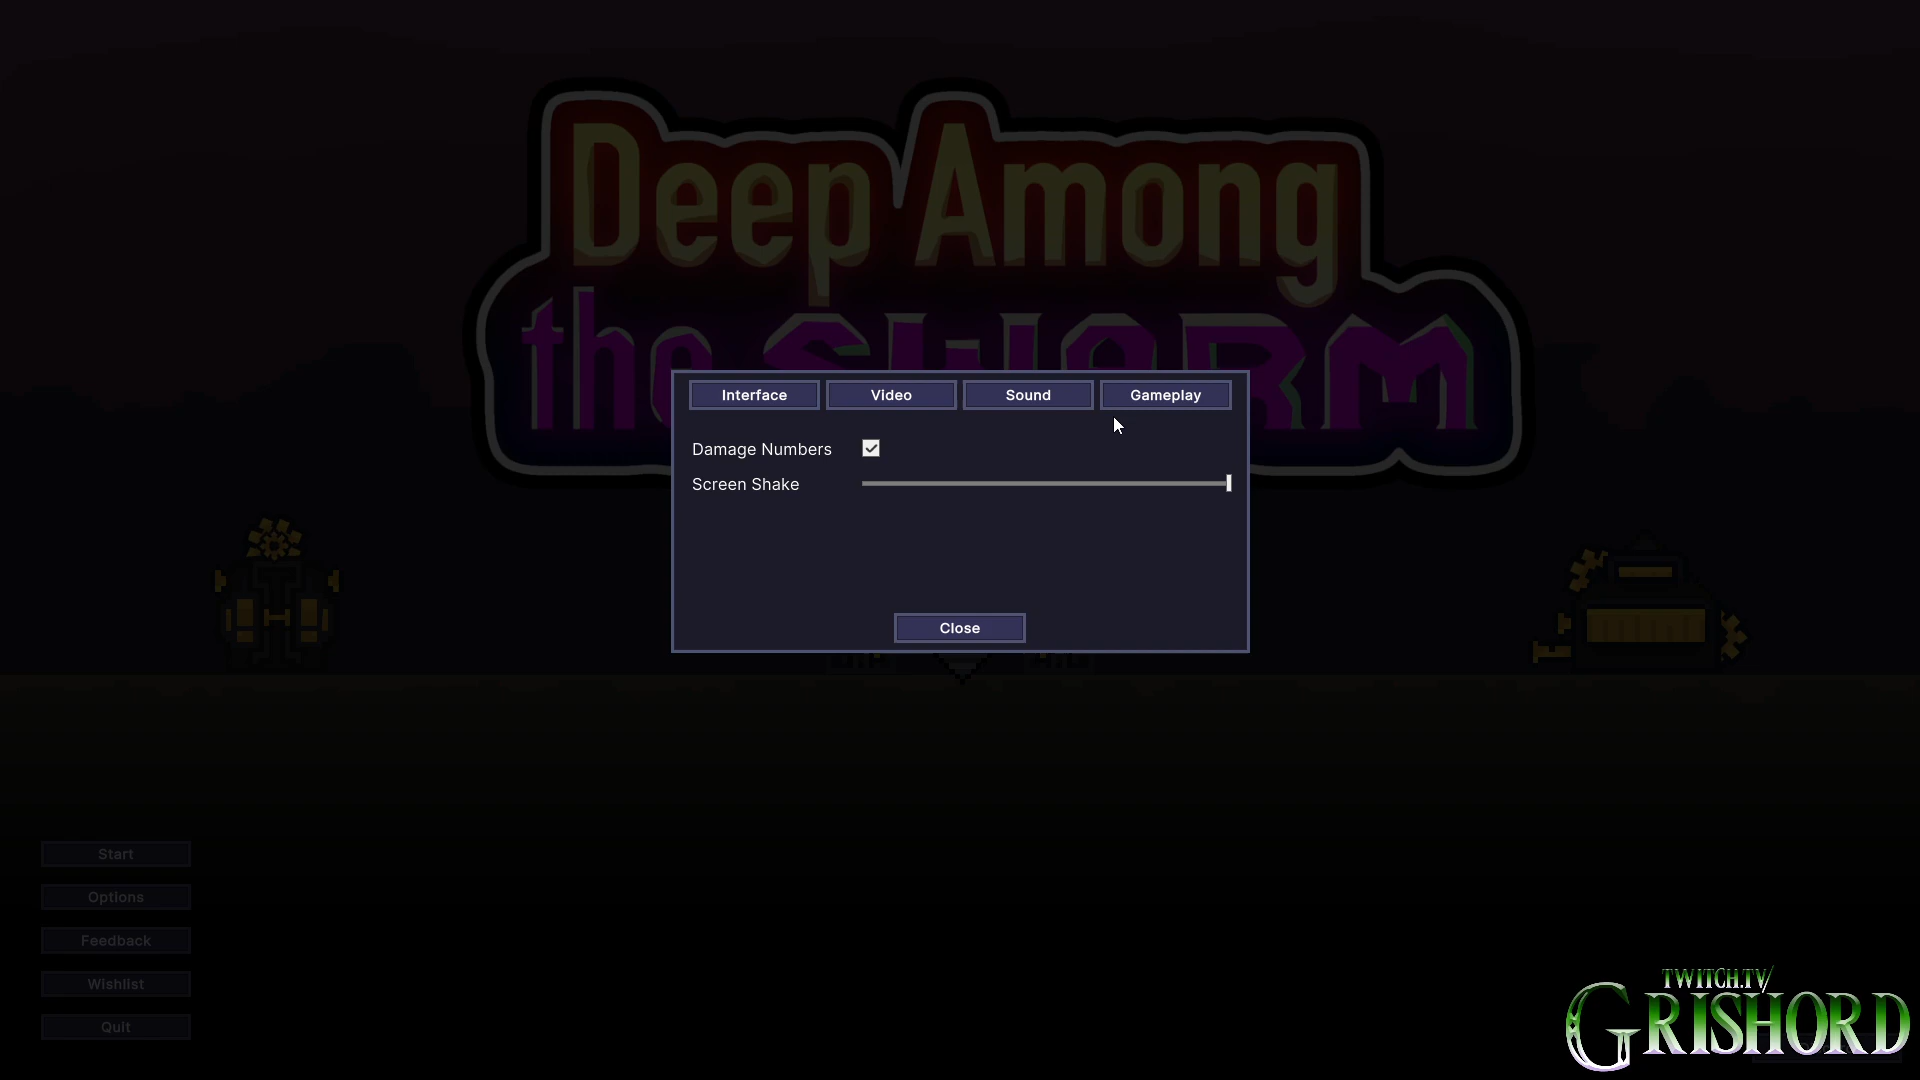 Deep Among
the SWARM
Interface Video Sound Gameplay
Damage Numbers
Screen Shake
Close
Start
Options
Feedback
Wishlist
Quit
TWITCH.TV/
GRISHORD